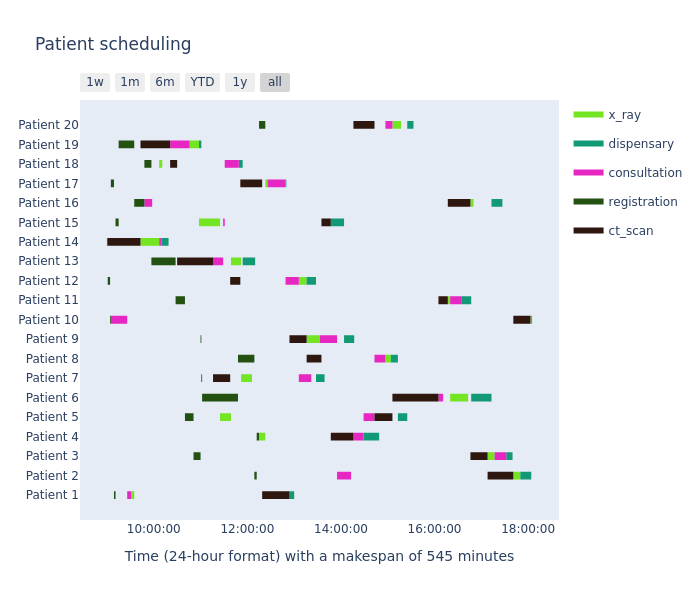 Patient scheduling
1w 1m 6m YTD 1y all
Patient 20
Patient 19
Patient 18
Patient 17
Patient 16
Patient 15
Patient 14
Patient 13
Patient 12
Patient 11
Patient 10
Patient 9
Patient 8
Patient 7
Patient 6
Patient 5
Patient 4
Patient 3
Patient 2
Patient 1
10:00:00 12:00:00 14:00:00 16:00:00 18:00:00
Time (24-hour format) with a makespan of 545 minutes
x_ray
dispensary
consultation
registration
ct_scan